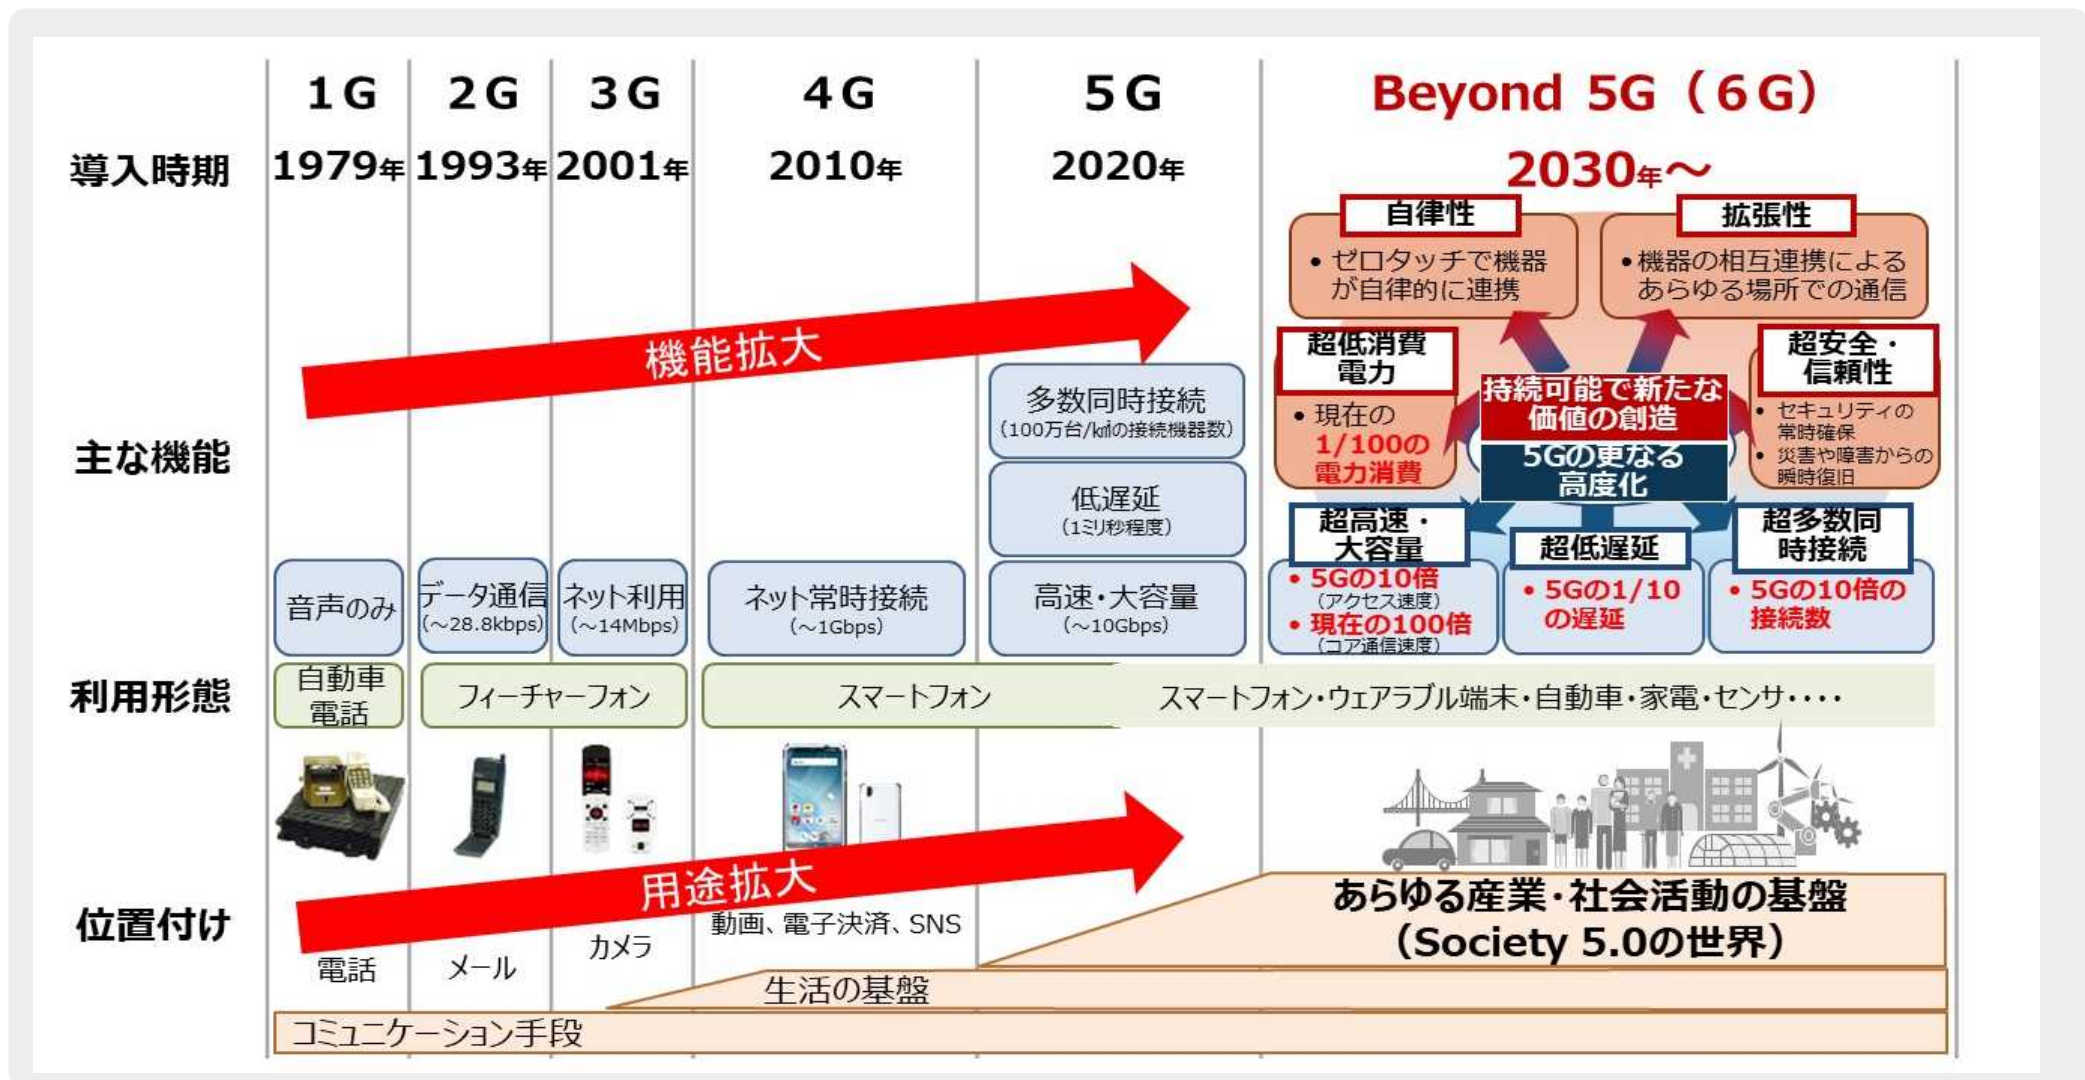 1G
2G
3G
4G
5G
Beyond 5G（6G）
導入時期
1979年
1993年
2001年
2010年
2020年
2030年～
主な機能
機能拡大
音声のみ
データ通信
（～28.8kbps）
ネット利用
（～14Mbps）
ネット常時接続
（～1Gbps）
多数同時接続
（100万台/㎢の接続機器数）
低遅延
（1ミリ秒程度）
高速・大容量
（～10Gbps）
自律性
• ゼロタッチで機器
が自律的に連携
拡張性
• 機器の相互連携による
あらゆる場所での通信
超低消費
電力
• 現在の
1/100の
電力消費
持続可能で新たな
価値の創造
5Gの更なる
高度化
超安全・
信頼性
• セキュリティの
常時確保
• 災害や障害からの
瞬時復旧
超高速・
大容量
• 5Gの10倍
（アクセス速度）
• 現在の100倍
（コア通信速度）
超低遅延
• 5Gの1/10
の遅延
超多数同
時接続
• 5Gの10倍の
接続数
利用形態
自動車
電話
フィーチャーフォン
スマートフォン
スマートフォン・ウェアラブル端末・自動車・家電・センサ・・・・
位置付け
用途拡大
電話
メール
カメラ
動画、電子決済、SNS
あらゆる産業・社会活動の基盤
（Society 5.0の世界）
生活の基盤
コミュニケーション手段